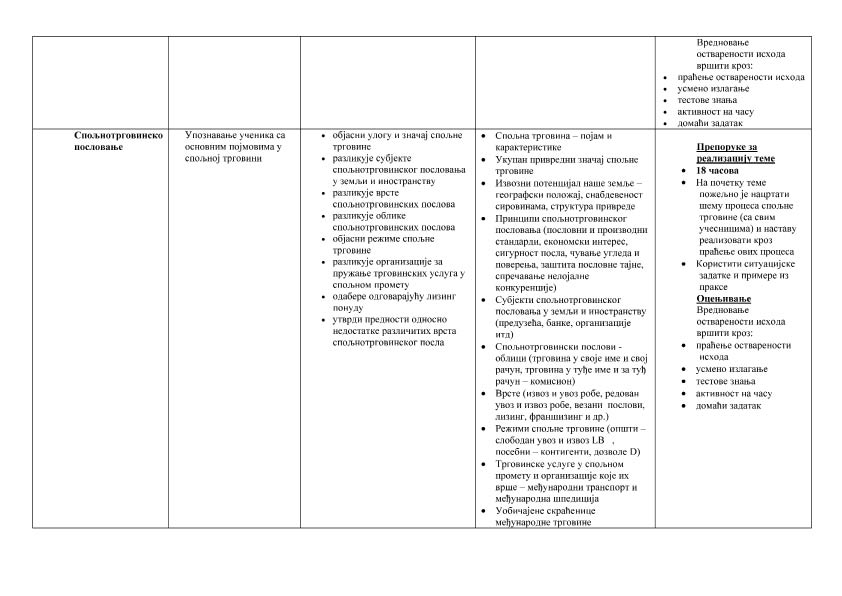 Вредновање
остварености исхода
вршити кроз:
• праћење остварености исхода
• усмено излагање
• тестове знања
• активност на часу
• домаћи задатак
Спољнотрговинско
пословање
Упознавање ученика са
основним појмовима у
спољној трговини
• објасни улогу и значај спољне
трговине
• разликује субјекте
спољнотрговинског пословања
у земљи и иностранству
• разликује врсте
спољнотрговинских послова
• разликује облике
спољнотрговинских послова
• објасни режиме спољне
трговине
• разликује организације за
пружање трговинских услуга у
спољном промету
• одабере одговарајућу лизинг
понуду
• утврди предности односно
недостатке различитих врста
спољнотрговинског посла
• Спољна трговина – појам и
карактеристике
• Укупан привредни значај спољне
трговине
• Извозни потенцијал наше земље –
географски положај, снабдевеност
сировинама, структура привреде
• Принципи спољнотрговинског
пословања (пословни и производни
стандарди, економски интерес,
сигурност посла, чување угледа и
поверења, заштита пословне тајне,
спречавање нелојалне
конкуренције)
• Субјекти спољнотрговинског
пословања у земљи и иностранству
(предузећа, банке, организације
итд)
• Спољнотрговински послови -
облици (трговина у своје име и свој
рачун, трговина у туђе име и за туђ
рачун – комисион)
• Врсте (извоз и увоз робе, редован
увоз и извоз робе, везани послови,
лизинг, франшизинг и др.)
• Режими спољне трговине (општи –
слободан увоз и извоз LB ,
посебни – контигенти, дозволе D)
• Трговинске услуге у спољном
промету и организације које их
врше – међународни транспорт и
међународна шпедиција
• Уобичајене скраћенице
међународне трговине
Препоруке за
реализацију теме
• 18 часова
• На почетку теме
пожељно је нацртати
шему процеса спољне
трговине (са свим
учесницима) и наставу
реализовати кроз
праћење ових процеса
• Користити ситуацијске
задатке и примере из
праксе
Оцењивање
Вредновање
остварености исхода
вршити кроз:
• праћење остварености
исхода
• усмено излагање
• тестове знања
• активност на часу
• домаћи задатак